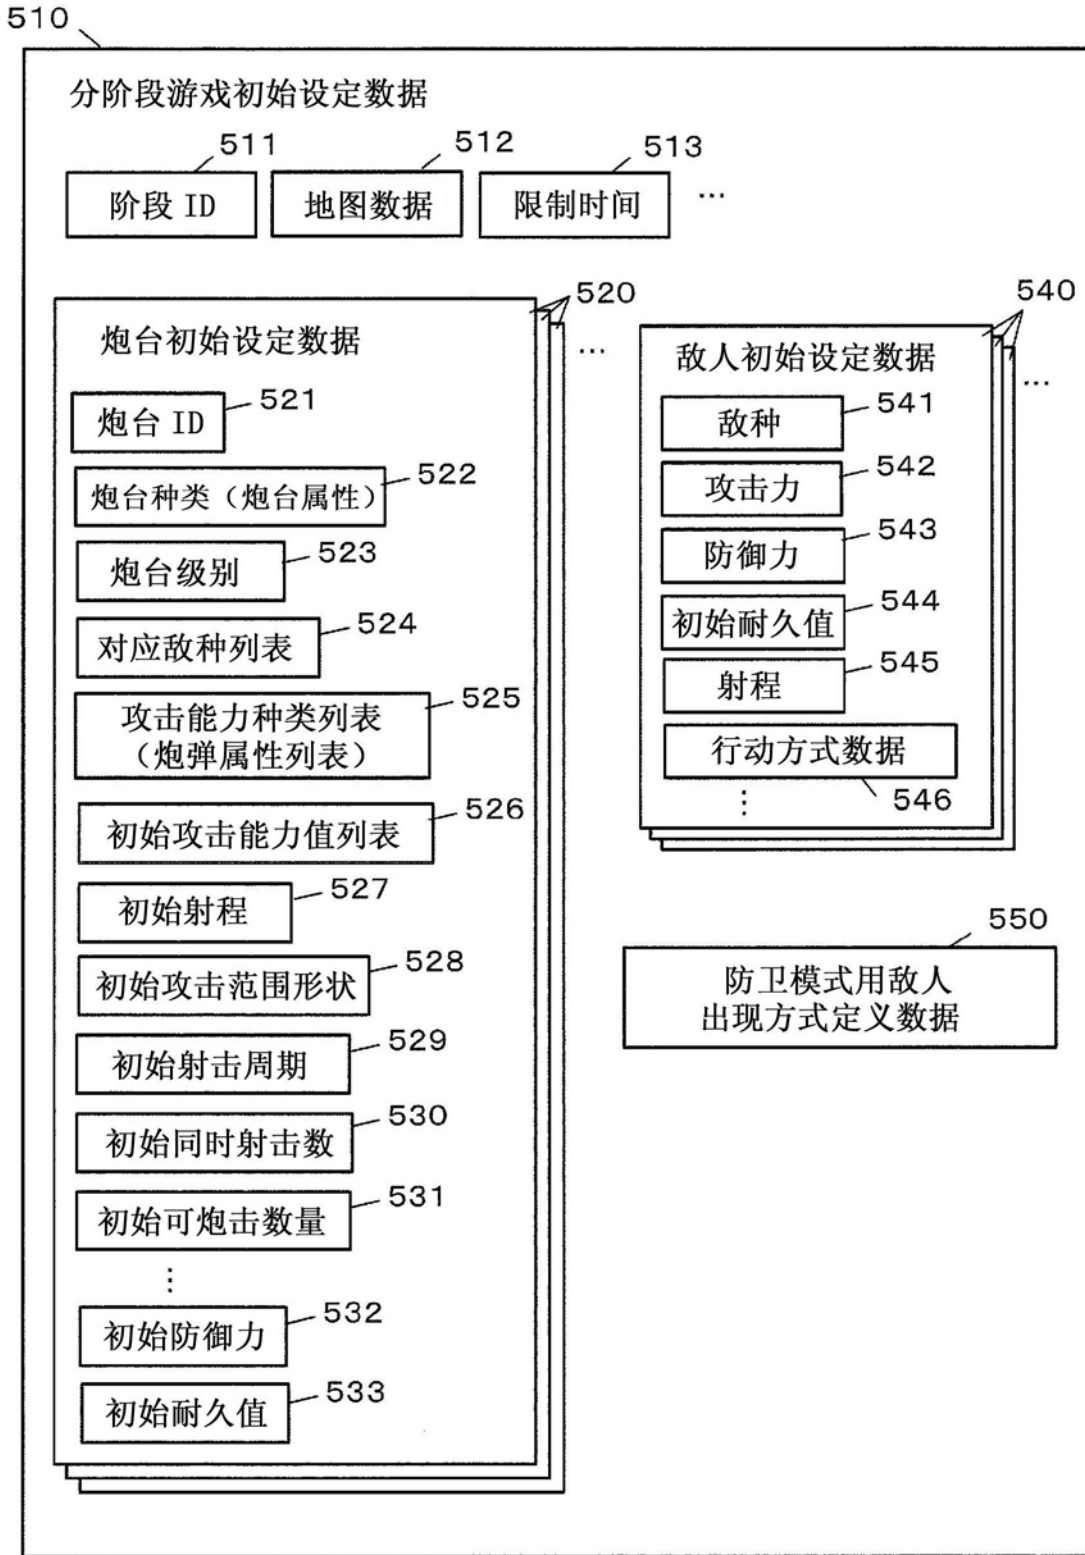 510
分阶段游戏初始设定数据
511
512
513
阶段 ID
地图数据
限制时间
...
520
炮台初始设定数据
...
521
炮台 ID
522
炮台种类（炮台属性）
523
炮台级别
524
对应敌种列表
525
攻击能力种类列表
（炮弹属性列表）
526
初始攻击能力值列表
527
初始射程
528
初始攻击范围形状
529
初始射击周期
530
初始同时射击数
531
初始可炮击数量
⋮
532
初始防御力
533
初始耐久值
540
敌人初始设定数据
...
541
敌种
542
攻击力
543
防御力
544
初始耐久值
545
射程
行动方式数据
546
⋮
550
防卫模式用敌人
出现方式定义数据